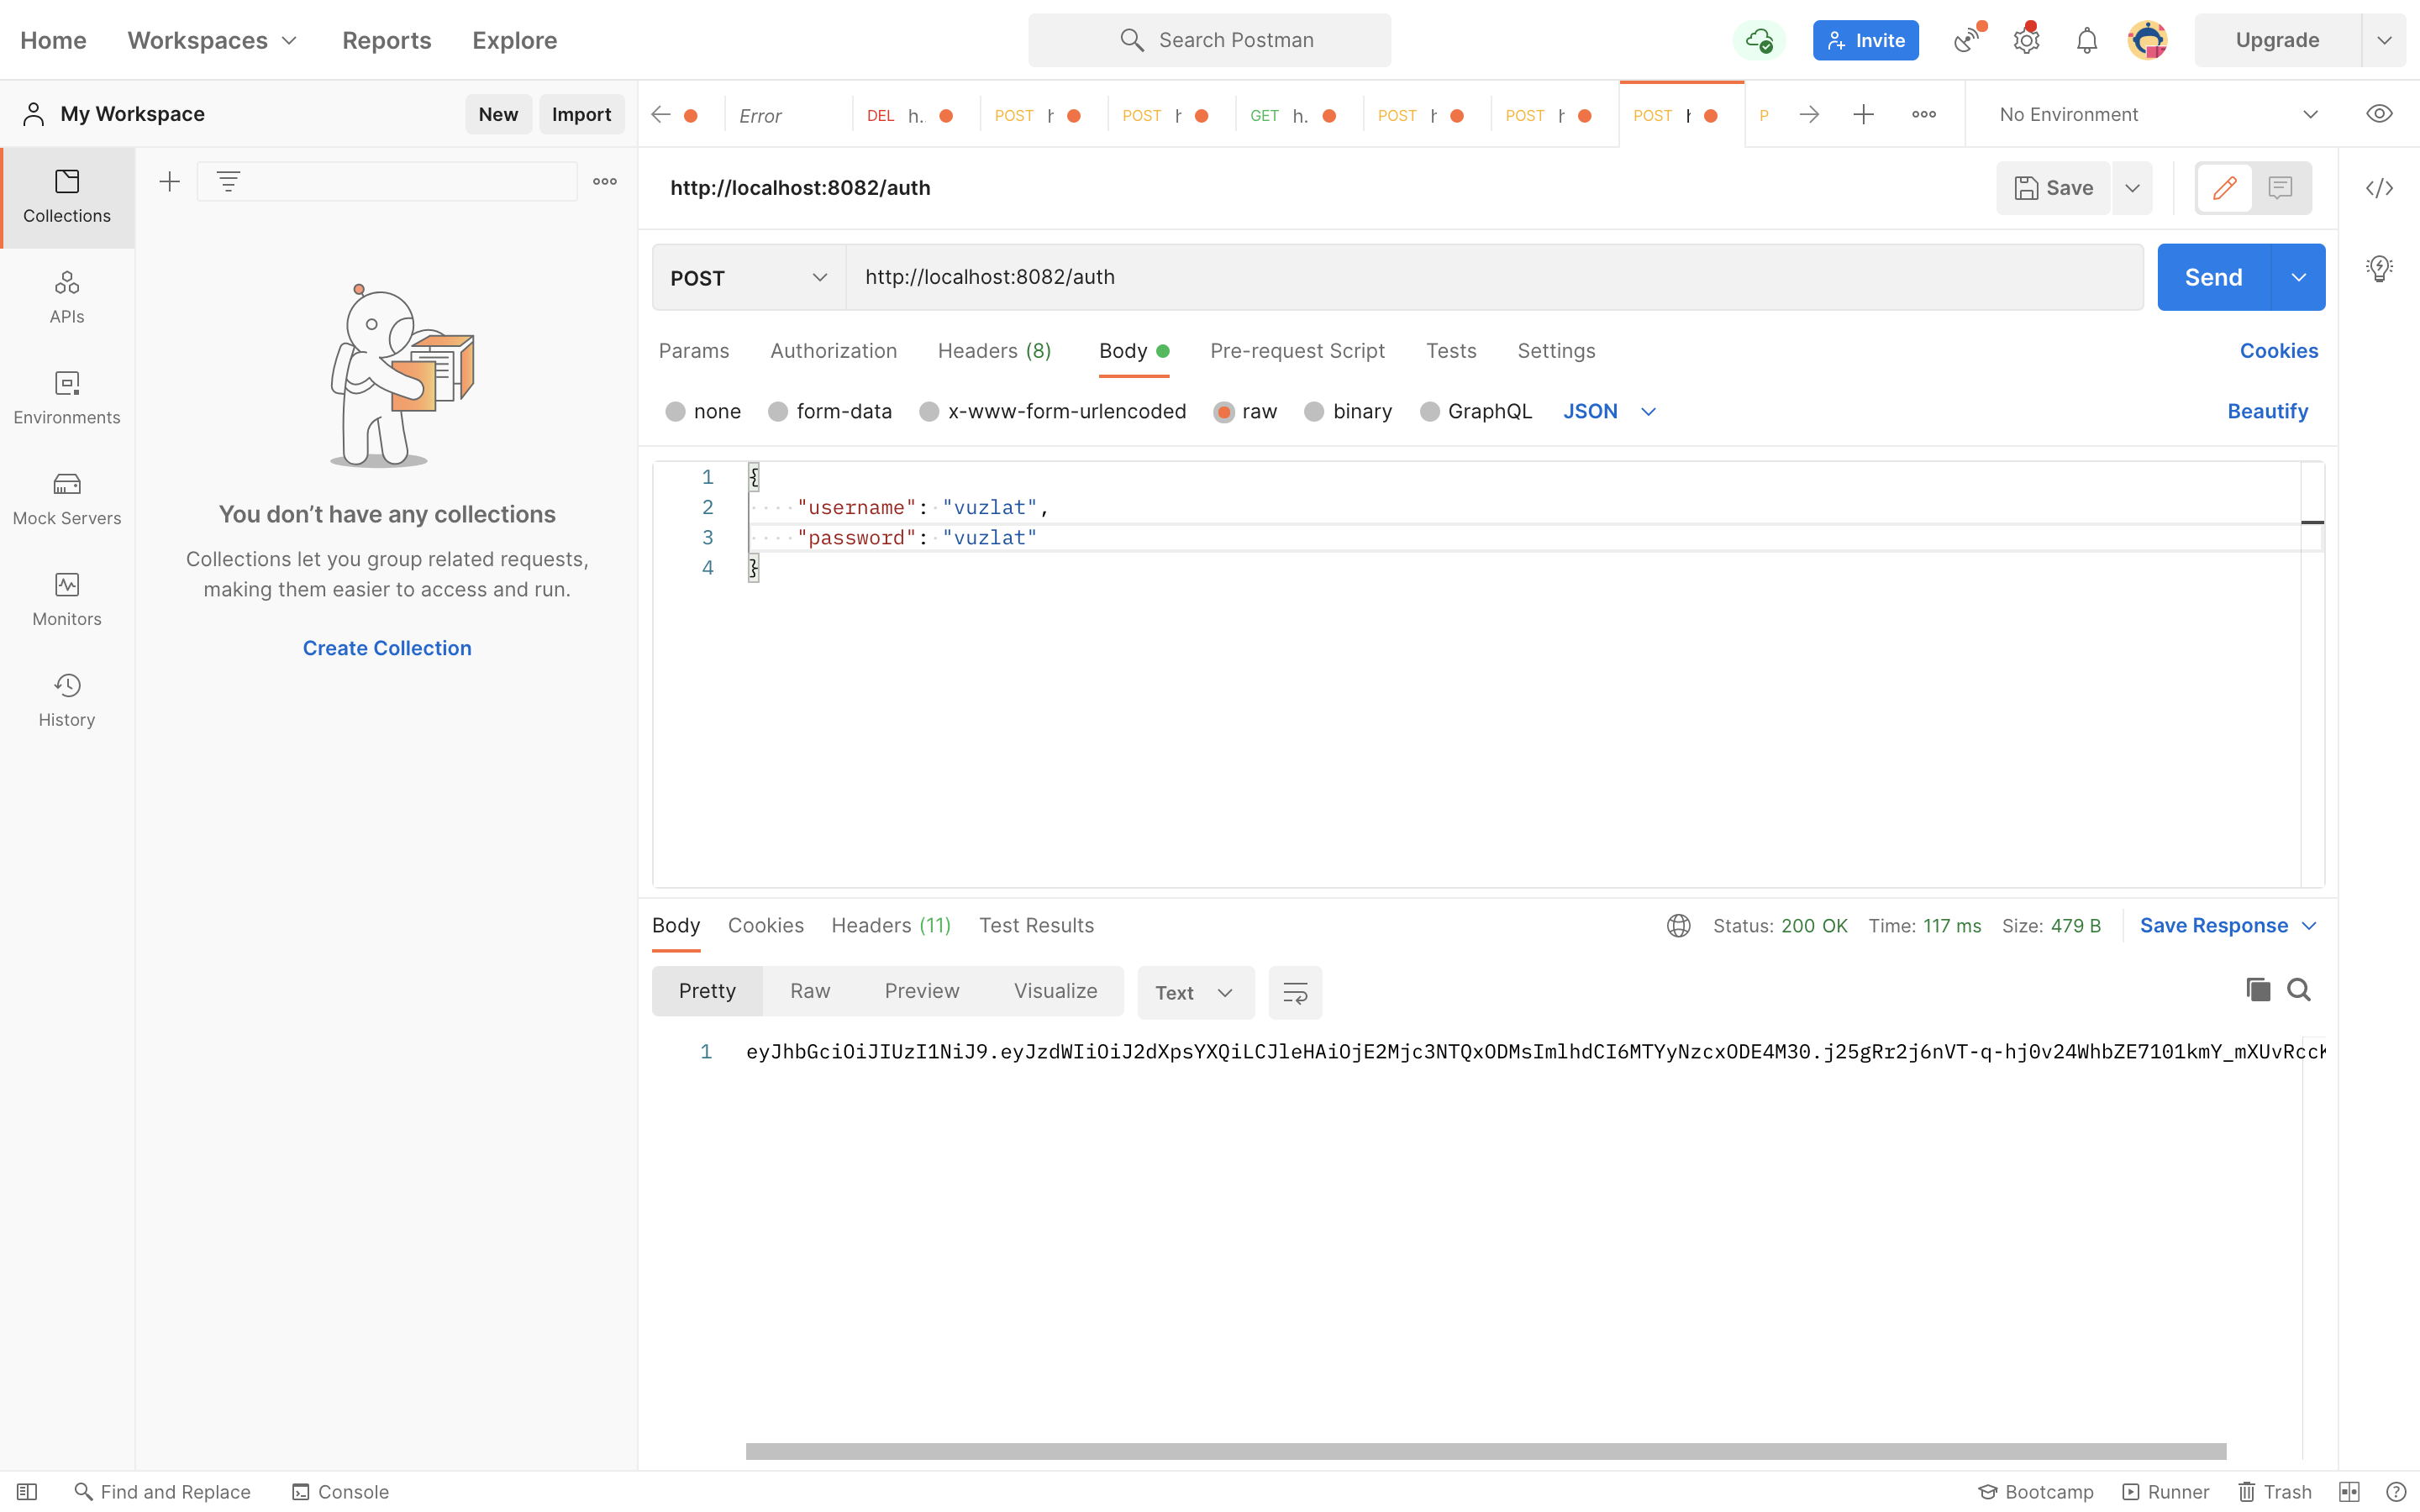 Home Workspaces Reports Explore Search Postman Invite Upgrade
My Workspace New Import Error DEL h. POST POST GET h. POST POST POST P No Environment
Collections
http://localhost:8082/auth Save
POST http://localhost:8082/auth Send
APIs
Params Authorization Headers (8) Body Pre-request Script Tests Settings Cookies
none form-data x-www-form-urlencoded raw binary GraphQL JSON Beautify
Environments
1 {
2 "username": "vuzlat",
3 "password": "vuzlat"
4 }
Mock Servers
You don’t have any collections
Collections let you group related requests,
making them easier to access and run.
Monitors
Create Collection
History
Body Cookies Headers (11) Test Results Status: 200 OK Time: 117 ms Size: 479 B Save Response
Pretty Raw Preview Visualize Text
1 eyJhbGciOiJIUzI1NiJ9.eyJzdWIiOiJ2dXpsYXQiLCJleHAiOjE2Mjc3NTQxODMsImlhdCI6MTYyNzcxODE4M30.j25gRr2j6nVT-q-hj0v24WhbZE7101kmY_mXUvRcc
Find and Replace Console Bootcamp Runner Trash